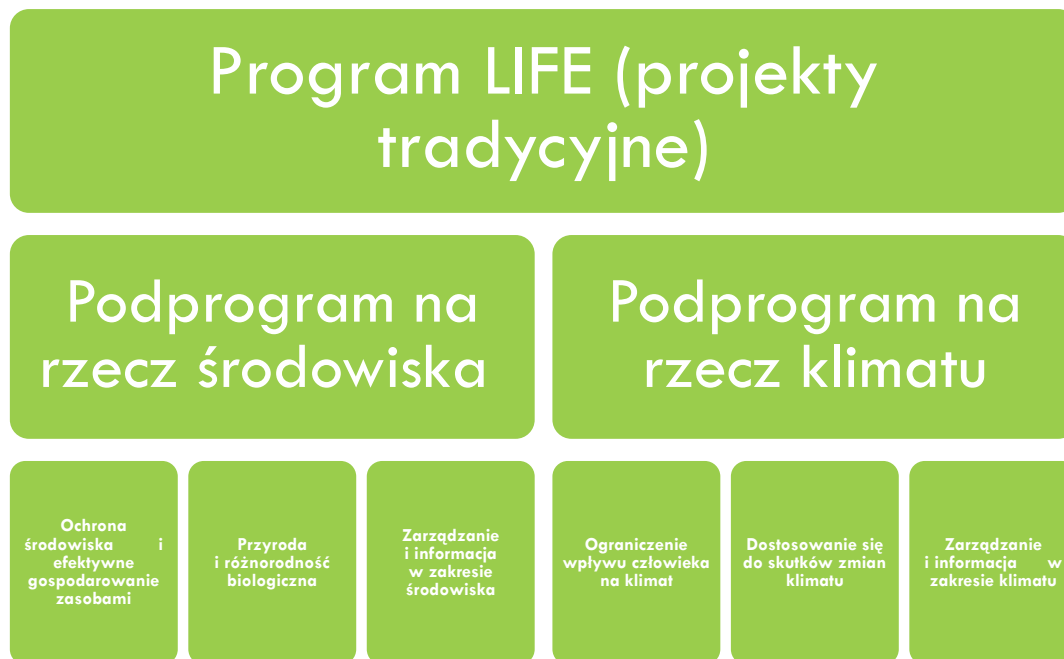 Program LIFE (projekty
tradycyjne)
Podprogram na
rzecz środowiska
Podprogram na
rzecz klimatu
Ochrona
środowiska i
efektywne
gospodarowanie
zasobami
Przyroda
i różnorodność
biologiczna
Zarządzanie
i informacja
w zakresie
środowiska
Ograniczenie
wpływu człowieka
na klimat
Dostosowanie się
do skutków zmian
klimatu
Zarządzanie
i informacja w
zakresie klimatu